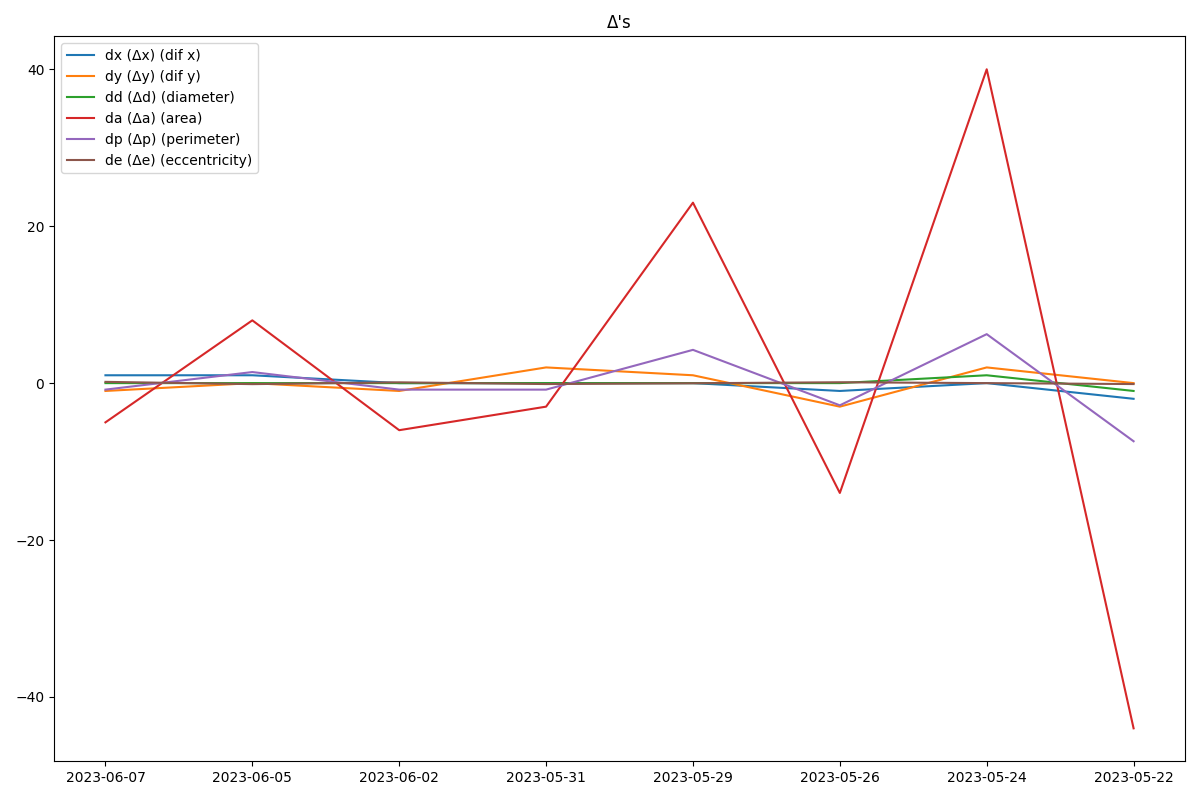 Δ's
dx (Δx) (dif x)
dy (Δy) (dif y)
dd (Δd) (diameter)
da (Δa) (area)
dp (Δp) (perimeter)
de (Δe) (eccentricity)
40
20
0
−20
−40
2023-06-07 2023-06-05 2023-06-02 2023-05-31 2023-05-29 2023-05-26 2023-05-24 2023-05-22